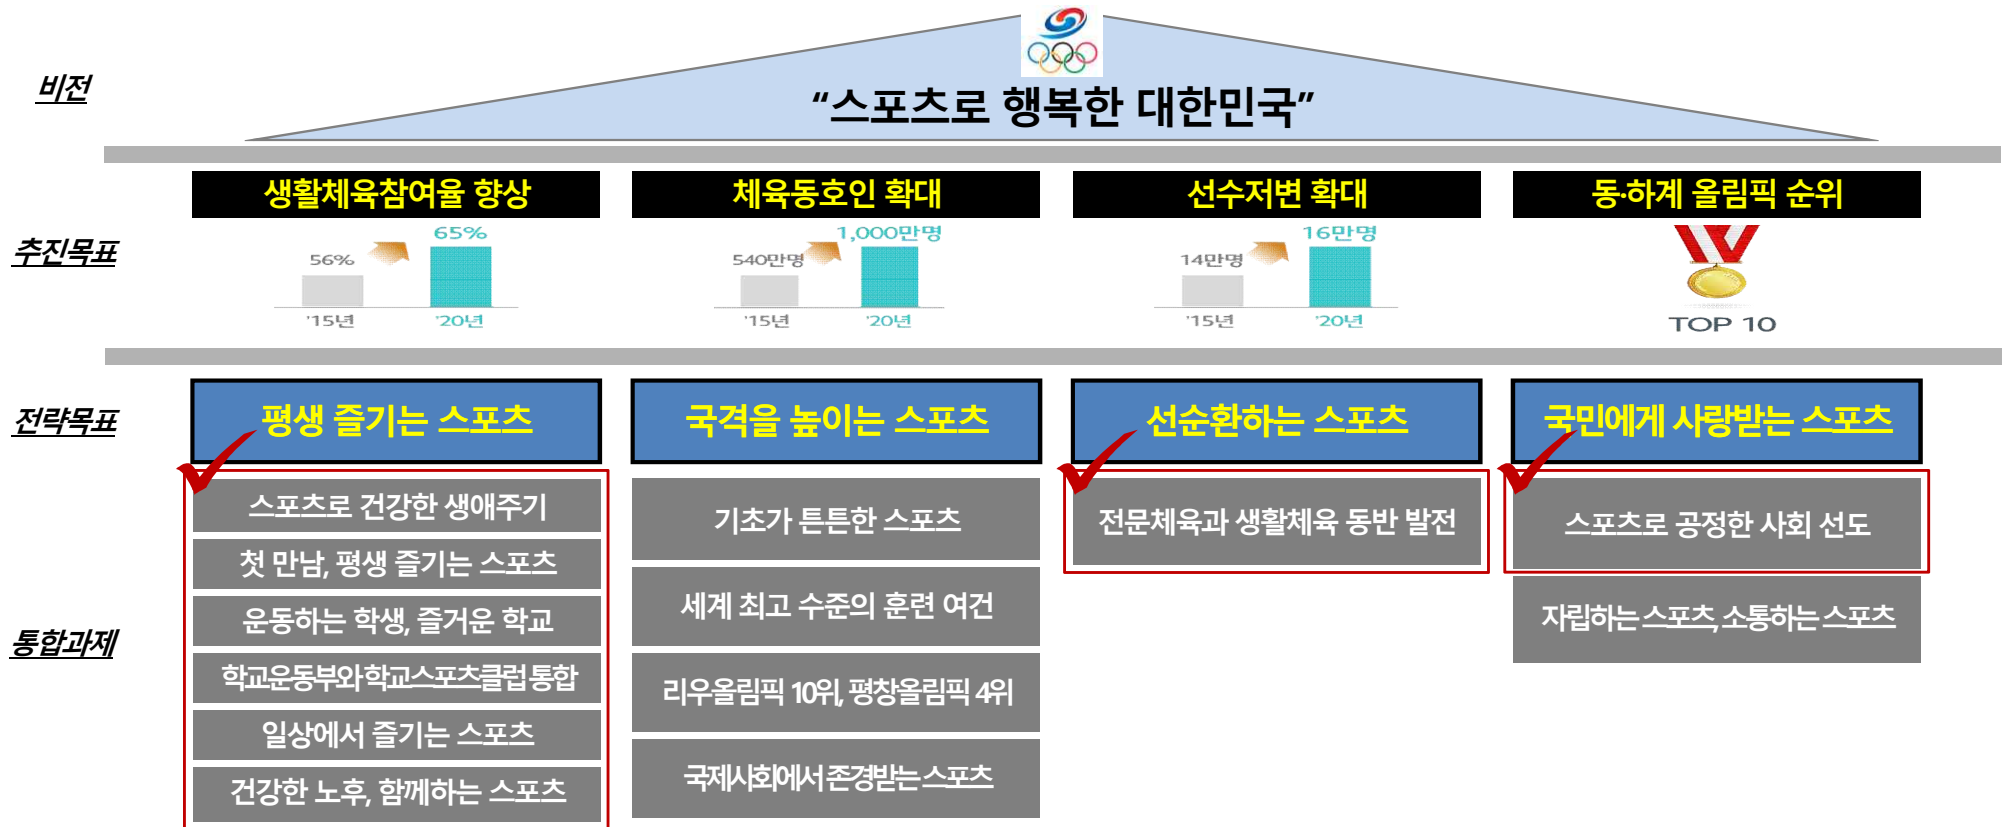 비전
“스포츠로 행복한 대한민국”
추진목표
생활체육참여율 향상
56%
65%
'15년
'20년
체육동호인 확대
540만명
1,000만명
'15년
'20년
선수저변 확대
14만명
16만명
'15년
'20년
동·하계 올림픽 순위
TOP 10
전략목표
평생 즐기는 스포츠
국격을 높이는 스포츠
선순환하는 스포츠
국민에게 사랑받는 스포츠
통합과제
스포츠로 건강한 생애주기
첫 만남, 평생 즐기는 스포츠
운동하는 학생, 즐거운 학교
학교운동부와 학교스포츠클럽 통합
일상에서 즐기는 스포츠
건강한 노후, 함께하는 스포츠
기초가 튼튼한 스포츠
세계 최고 수준의 훈련 여건
리우올림픽 10위, 평창올림픽 4위
국제사회에서 존경받는 스포츠
전문체육과 생활체육 동반 발전
스포츠로 공정한 사회 선도
자립하는 스포츠, 소통하는 스포츠